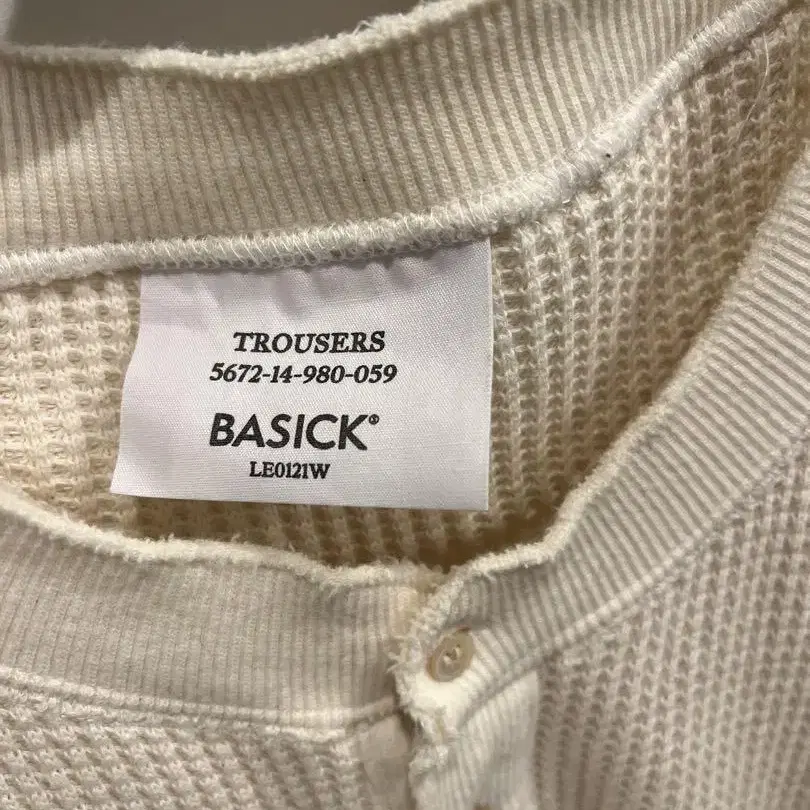 TROUSERS
5672-14-980-059
BASICK®
LE0121W